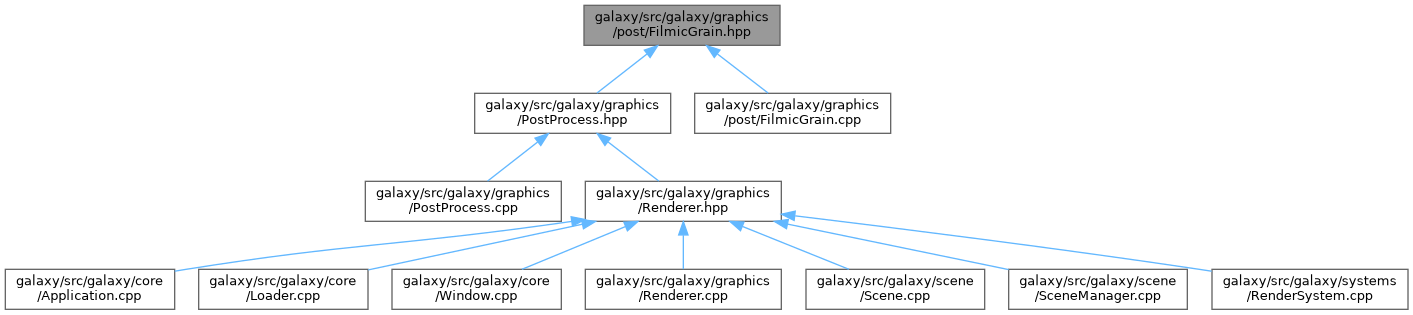 galaxy/src/galaxy/graphics
/post/FilmicGrain.hpp
galaxy/src/galaxy/graphics
/PostProcess.hpp
galaxy/src/galaxy/graphics
/post/FilmicGrain.cpp
galaxy/src/galaxy/graphics
/PostProcess.cpp
galaxy/src/galaxy/graphics
/Renderer.hpp
galaxy/src/galaxy/core
/Application.cpp
galaxy/src/galaxy/core
/Loader.cpp
galaxy/src/galaxy/core
/Window.cpp
galaxy/src/galaxy/graphics
/Renderer.cpp
galaxy/src/galaxy/scene
/Scene.cpp
galaxy/src/galaxy/scene
/SceneManager.cpp
galaxy/src/galaxy/systems
/RenderSystem.cpp